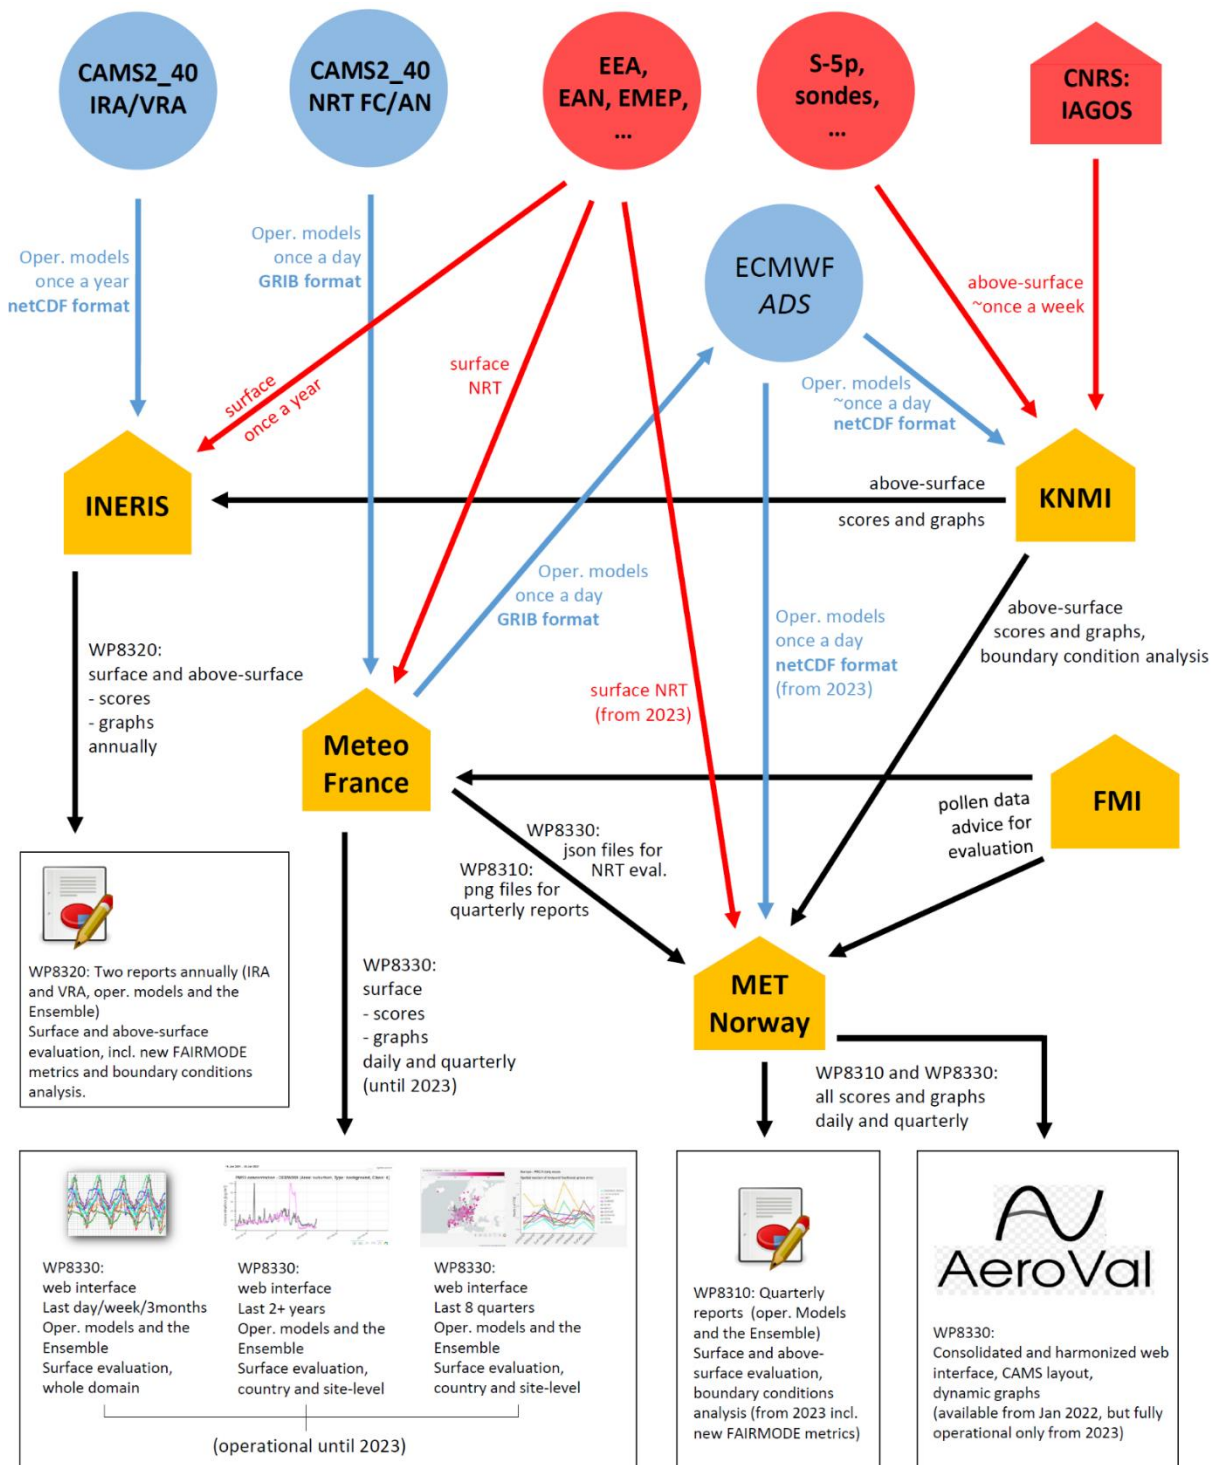 CAMS2_40
IRA/VRA
CAMS2_40
NRT FC/AN
EEA,
EAN, EMEP,
...
S-5p,
sondes,
...
CNRS:
IAGOS
Oper. models
once a year
netCDF format
Oper. models
once a day
GRIB format
ECMWF
ADS
above-surface
~once a week
surface
once a year
surface
NRT
Oper. models
~once a day
netCDF format
INERIS
above-surface
scores and graphs
KNMI
Oper. models
once a day
GRIB format
Oper. models
once a day
netCDF format
(from 2023)
above-surface
scores and graphs,
boundary condition analysis
WP8320:
surface and above-surface
- scores
- graphs
annually
surface NRT
(from 2023)
Meteo
France
FMI
pollen data
advice for
evaluation
WP8330:
json files for
NRT eval.
WP8310:
png files for
quarterly reports
WP8320: Two reports annually (IRA
and VRA, oper. models and the
Ensemble)
Surface and above-surface
evaluation, incl. new FAIRMODE
metrics and boundary conditions
analysis.
WP8330:
surface
- scores
- graphs
daily and quarterly
(until 2023)
MET
Norway
WP8310 and WP8330:
all scores and graphs
daily and quarterly
WP8330:
web interface
Last day/week/3months
Oper. models and the
Ensemble
Surface evaluation,
whole domain
WP8330:
web interface
Last 2+ years
Oper. models and the
Ensemble
Surface evaluation,
country and site-level
WP8330:
web interface
Last 8 quarters
Oper. models and the
Ensemble
Surface evaluation,
country and site-level
(operational until 2023)
WP8310: Quarterly
reports (oper. Models
and the Ensemble)
Surface and above-
surface evaluation,
boundary conditions
analysis (from 2023 incl.
new FAIRMODE metrics)
AeroVal
WP8330:
Consolidated and harmonized web
interface, CAMS layout,
dynamic graphs
(available from Jan 2022, but fully
operational only from 2023)